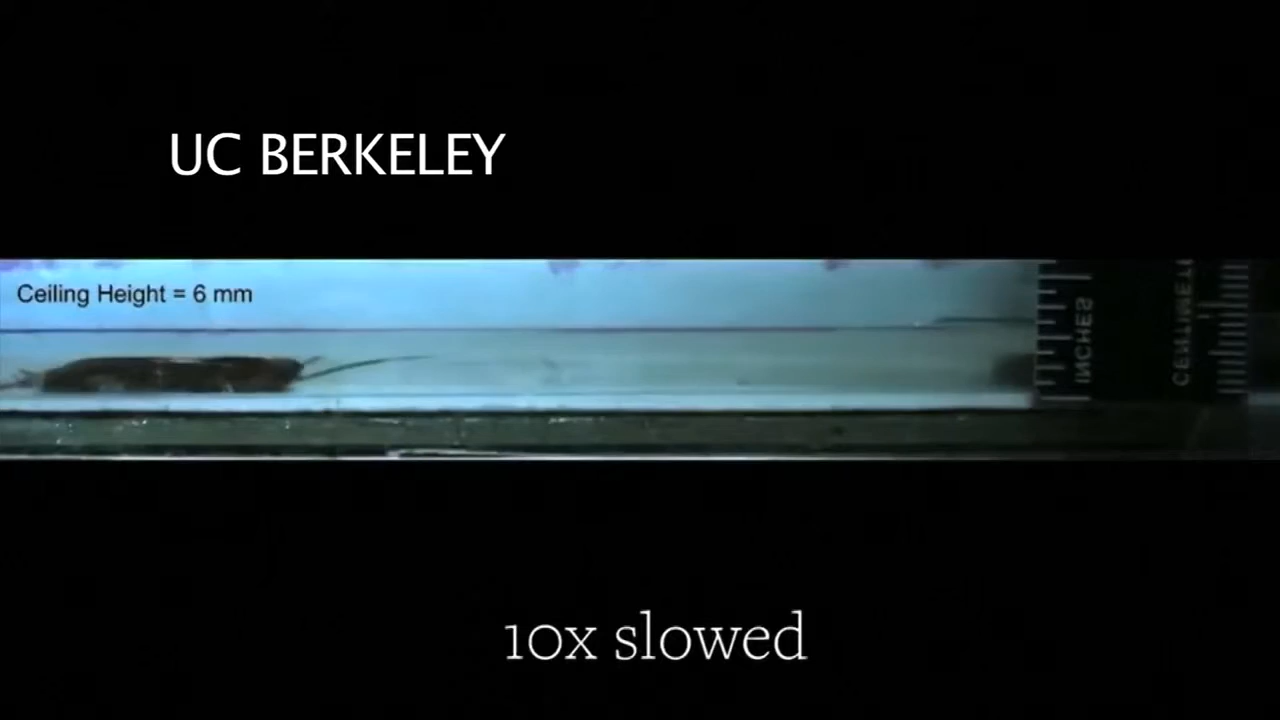 UC BERKELEY
Ceiling Height = 6 mm
INCHES
10x slowed